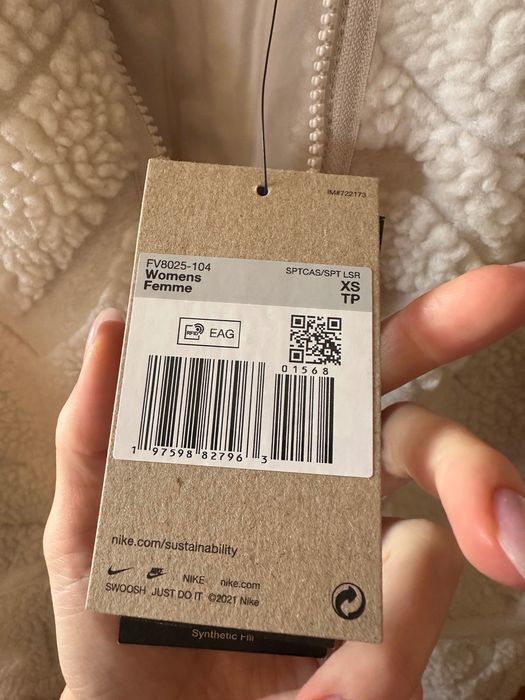 IM#722173
FV8025-104
SPTCAS/SPT LSR
Womens
XS
Femme
TP
RFID
EAG
01568
1 97598 82796 3
nike.com/sustainability
NIKE nike.com
SWOOSH JUST DO IT ©2021 Nike
Synthetic Fill